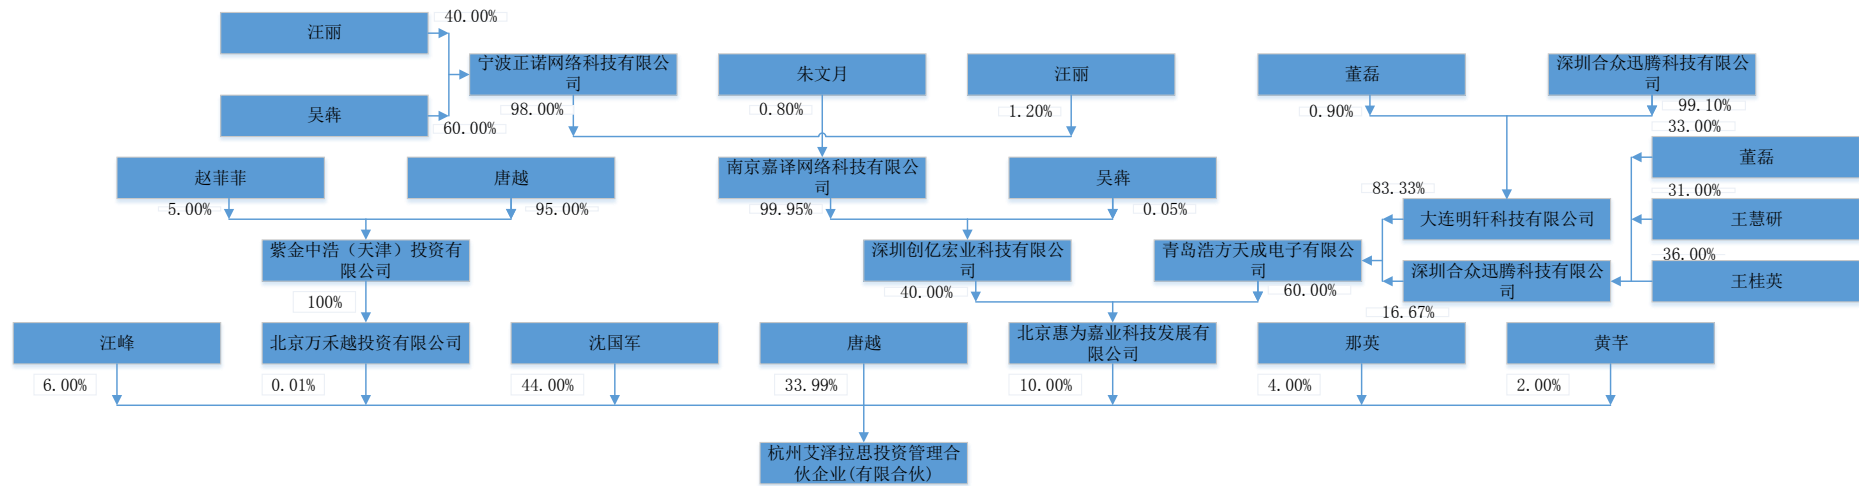 汪丽
40.00%
吴犇
60.00%
宁波正诺网络科技有限公
司
98.00%
朱文月
0.80%
汪丽
1.20%
董磊
0.90%
深圳合众迅腾科技有限公
司
99.10%
33.00%
董磊
31.00%
王慧研
36.00%
王桂英
赵菲菲
5.00%
唐越
95.00%
南京嘉译网络科技有限公
司
99.95%
吴犇
0.05%
83.33%
大连明轩科技有限公司
深圳合众迅腾科技有限公
司
16.67%
紫金中浩（天津）投资有
限公司
100%
深圳创亿宏业科技有限公
司
40.00%
青岛浩方天成电子有限公
司
60.00%
汪峰
6.00%
北京万禾越投资有限公司
0.01%
沈国军
44.00%
唐越
33.99%
北京惠为嘉业科技发展有
限公司
10.00%
那英
4.00%
黄芊
2.00%
杭州艾泽拉思投资管理合
伙企业(有限合伙)